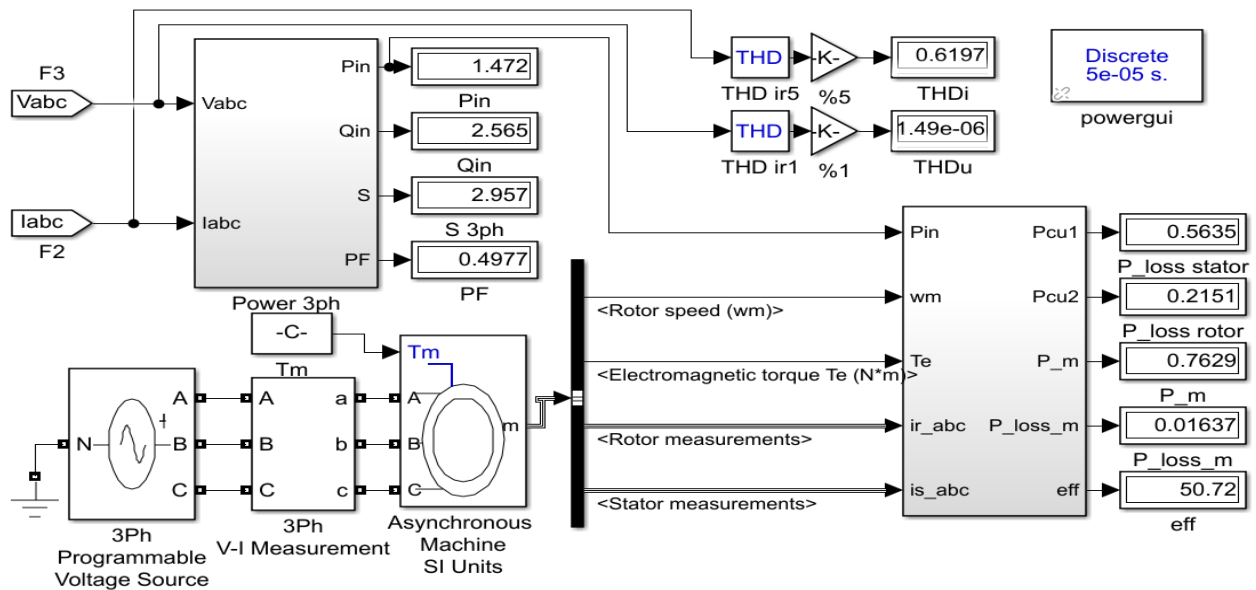 F3
Vabc
Iabc
F2
Vabc
Iabc
Pin
Qin
S
PF
Power 3ph
1.472
Pin
2.565
Qin
2.957
S 3ph
0.4977
PF
THD
THD ir5
-K-
%5
0.6197
THDi
THD
THD ir1
-K-
%1
1.49e-06
THDu
Discrete
5e-05 s.
powergui
-C-
Tm
N
A
B
C
3Ph
Programmable
Voltage Source
A
B
C
a
b
c
3Ph
V-I Measurement
Tm
A
B
C
m
Asynchronous
Machine
SI Units
<Rotor speed (wm)>
<Electromagnetic torque Te (N*m)>
<Rotor measurements>
<Stator measurements>
Pin
wm
Te
ir_abc
is_abc
Pcu1
Pcu2
P_m
P_loss_m
eff
0.5635
P_loss stator
0.2151
P_loss rotor
0.7629
P_m
0.01637
P_loss_m
50.72
eff